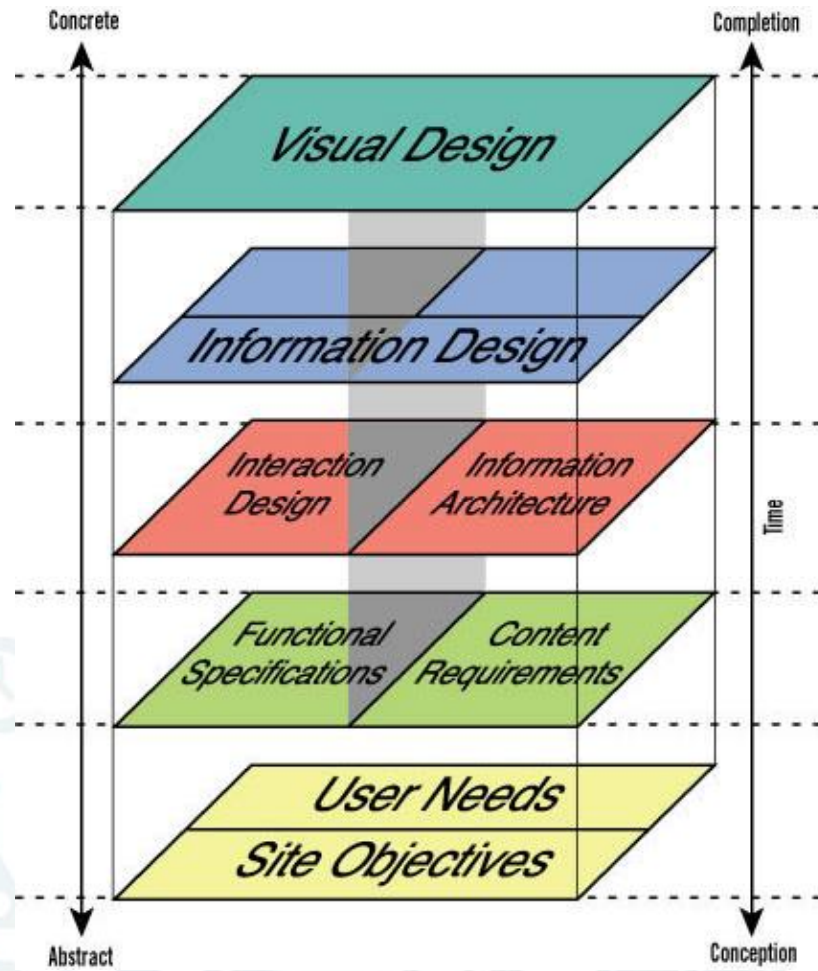 Concrete
Completion
Visual Design
Information Design
Interaction
Design
Information
Architecture
Time
Functional
Specifications
Content
Requirements
User Needs
Site Objectives
Abstract
Conception